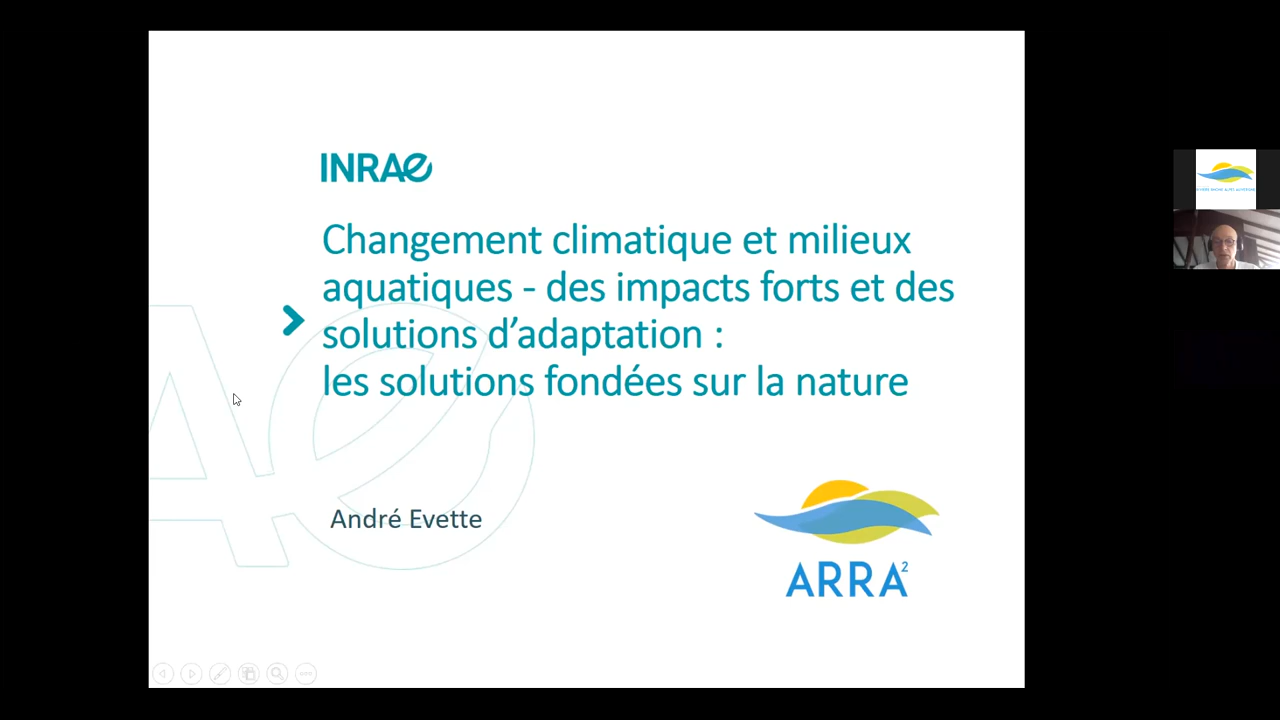 INRAE
Changement climatique et milieux
aquatiques - des impacts forts et des
solutions d’adaptation :
les solutions fondées sur la nature
André Evette
ARRA²